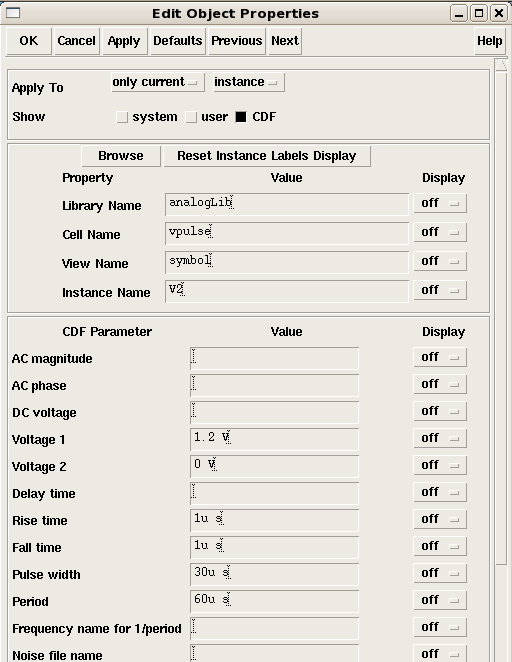 Edit Object Properties
OK Cancel Apply Defaults Previous Next Help
Apply To only current instance
Show system user CDF
Browse Reset Instance Labels Display
Property Value Display
Library Name analogLib off
Cell Name vpulse off
View Name symbol off
Instance Name V2 off
CDF Parameter Value Display
AC magnitude off
AC phase off
DC voltage off
Voltage 1 1.2 V off
Voltage 2 0 V off
Delay time off
Rise time 1u s off
Fall time 1u s off
Pulse width 30u s off
Period 60u s off
Frequency name for 1/period off
Noise file name off